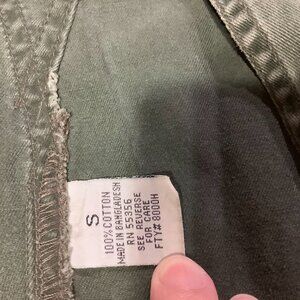 S
100% COTTON
MADE IN BANGLADESH
RN 55356
SEE REVERSE
FOR CARE
FTY# 8000H